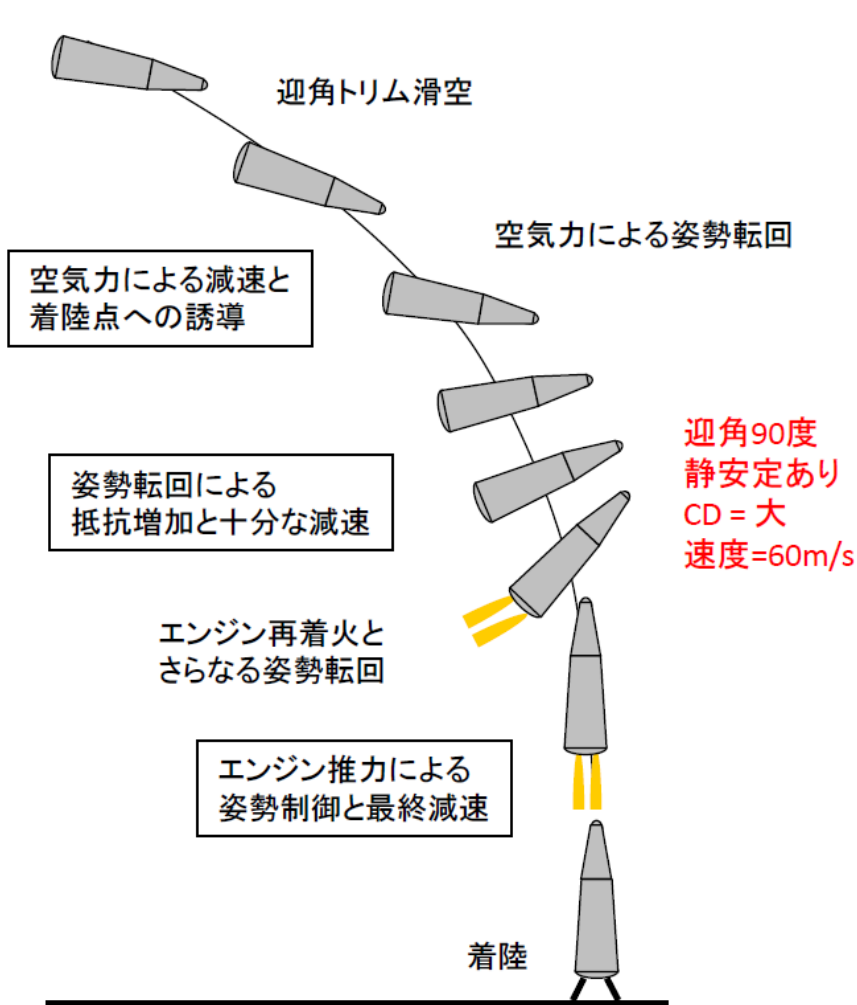 迎角トリム滑空
空気力による姿勢転回
空気力による減速と
着陸点への誘導
迎角90度
静安定あり
CD = 大
速度=60m/s
姿勢転回による
抵抗増加と十分な減速
エンジン再着火と
さらなる姿勢転回
エンジン推力による
姿勢制御と最終減速
着陸